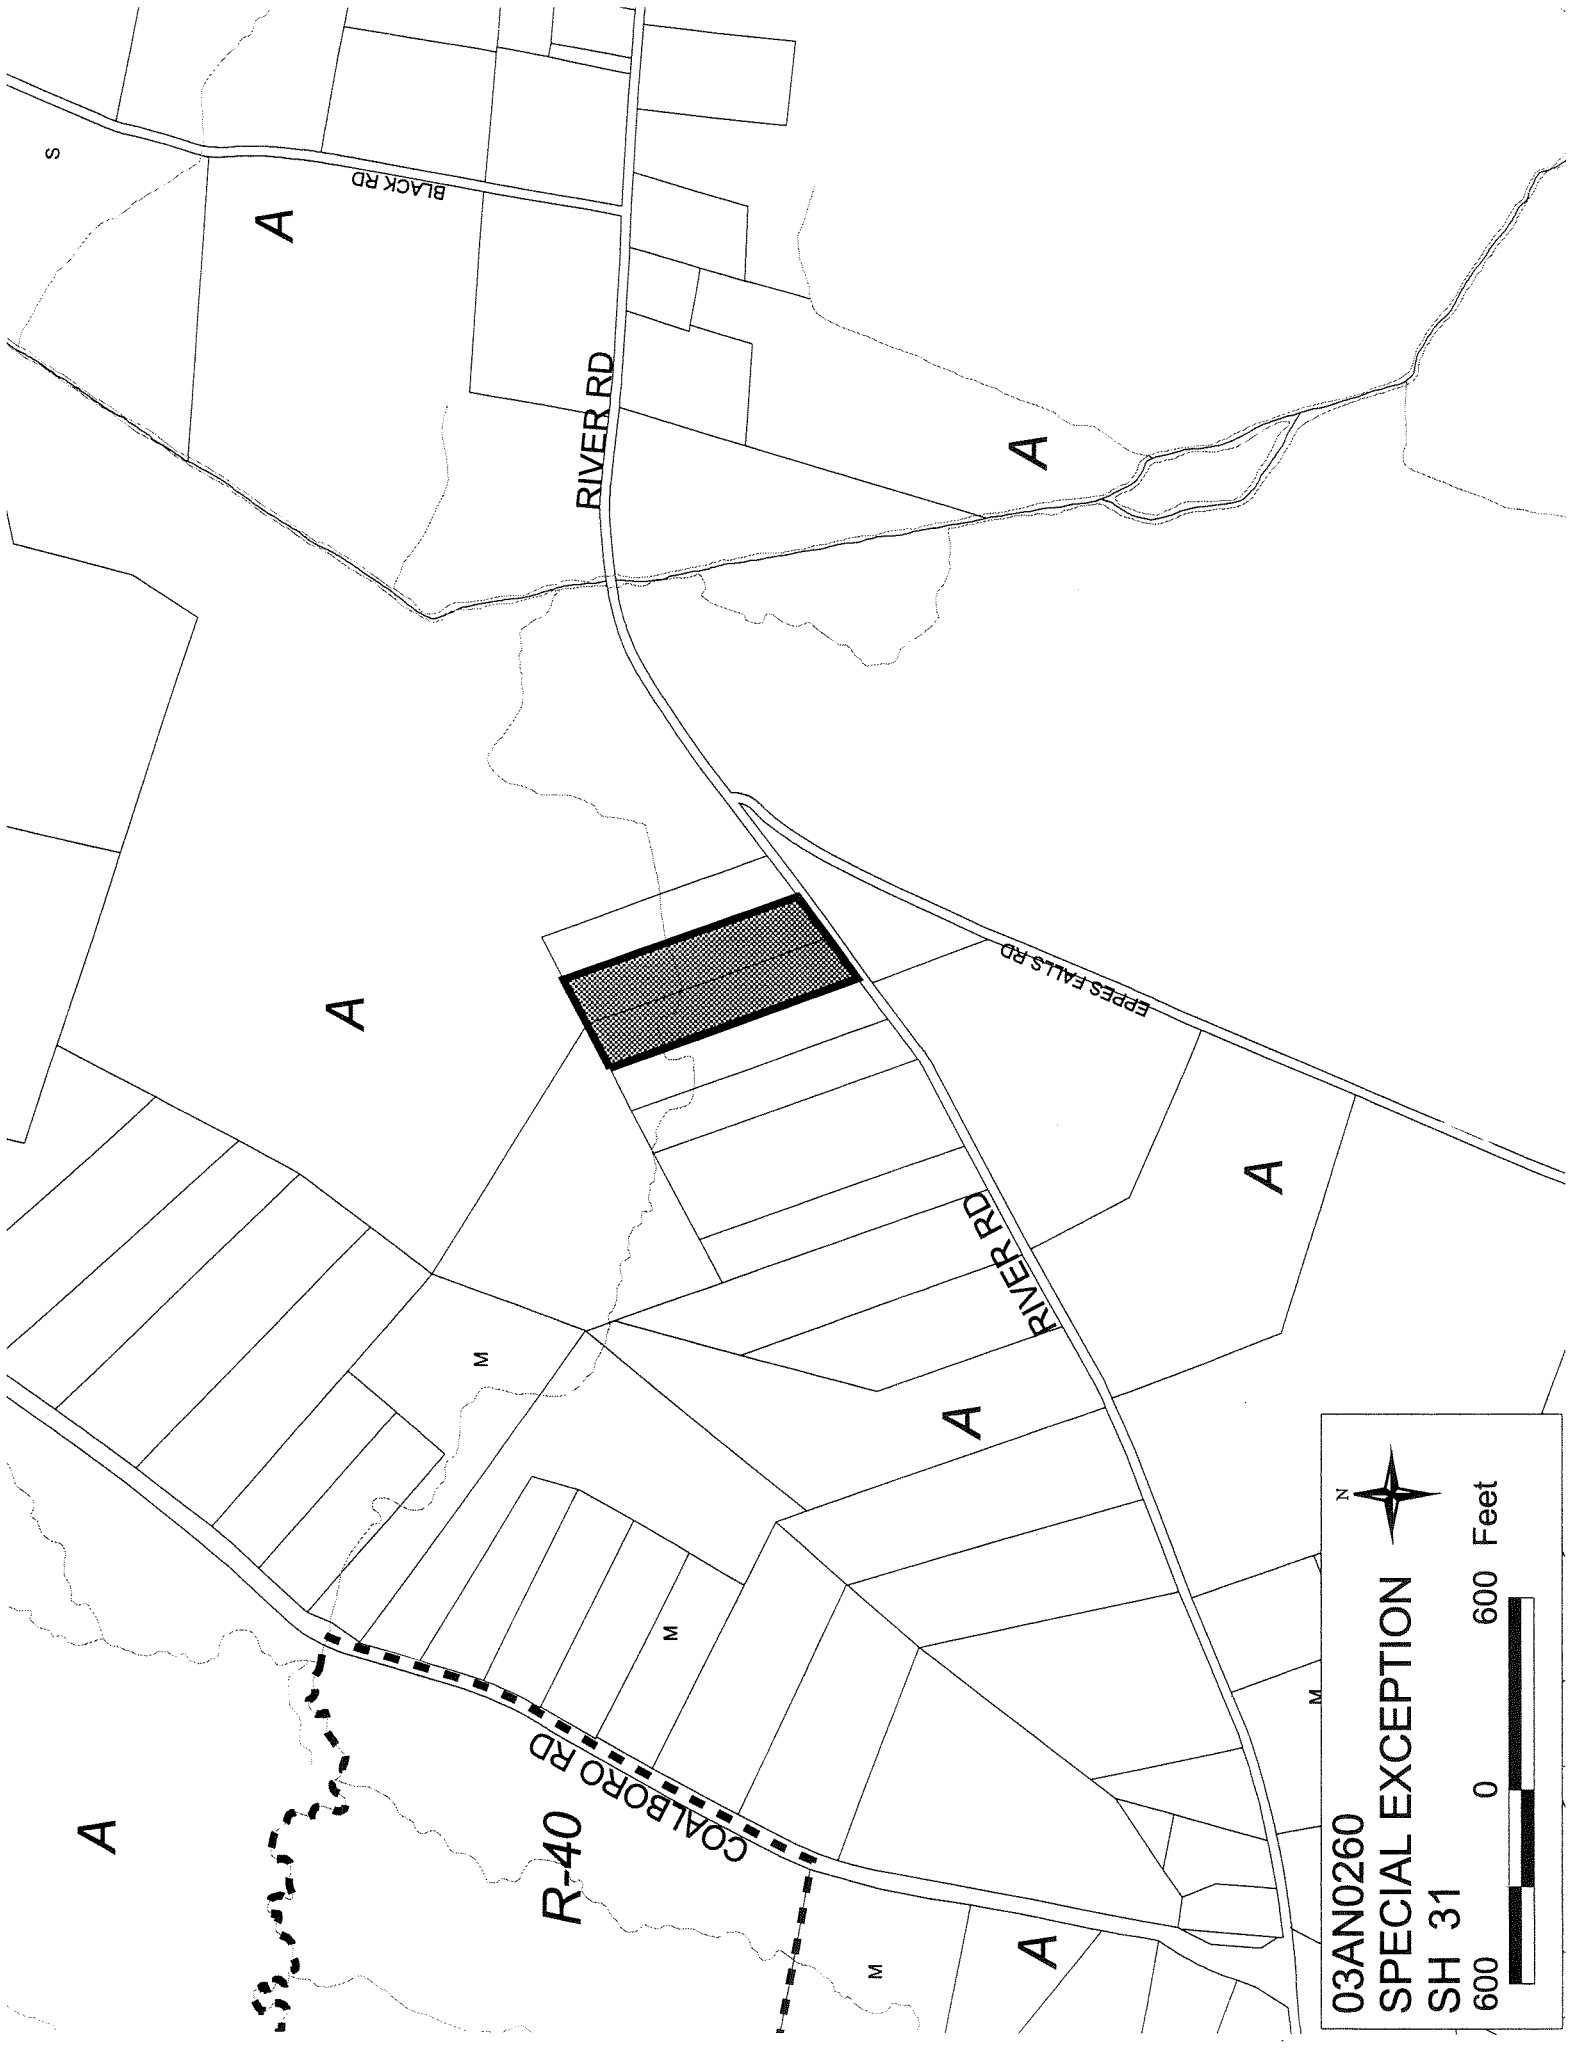 S
A
A
A
BLACK RD
M
R-40
RIVER RD
COALBORO RD
M
M
A
RIVER RD
A
A
EPPES FALLS RD
A
M
03AN0260
SPECIAL EXCEPTION
SH 31
N
600 0 600 Feet